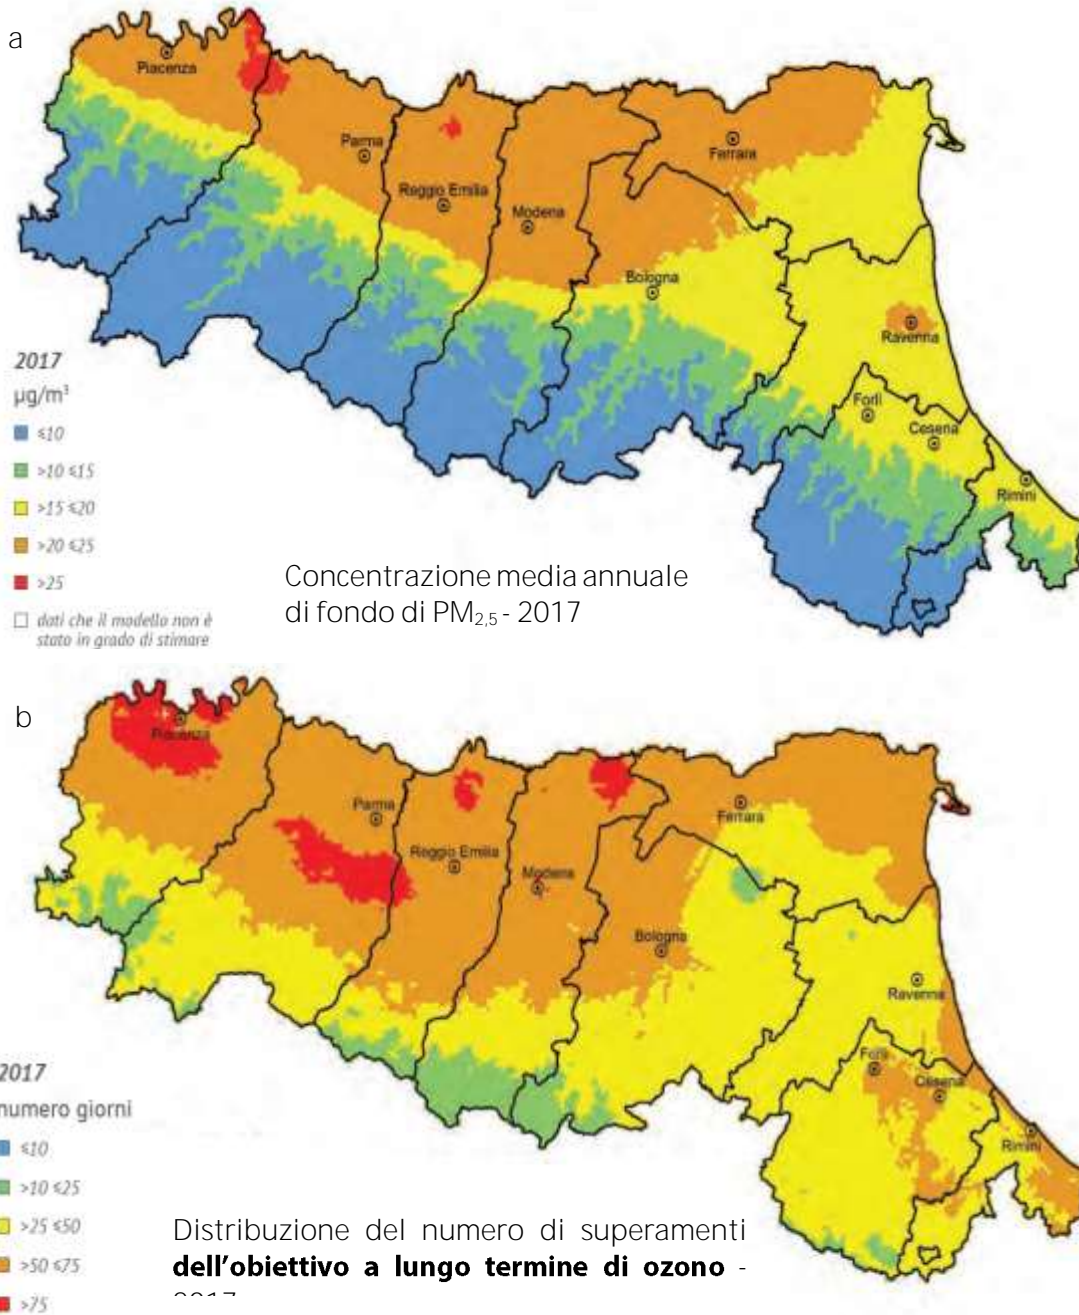 a
Piacenza
Parma
Reggio Emilia
Modena
Ferrara
Bologna
Ravenna
Forlì
Cesena
Rimini
2017
µg/m³
≤10
>10 ≤15
>15 ≤20
>20 ≤25
>25
dati che il modello non è
stato in grado di stimare
Concentrazione media annuale
di fondo di PM2,5 - 2017
b
Piacenza
Parma
Reggio Emilia
Modena
Ferrara
Bologna
Ravenna
Forlì
Cesena
Rimini
2017
numero giorni
≤10
>10 ≤25
>25 ≤50
>50 ≤75
>75
Distribuzione del numero di superamenti
dell'obiettivo a lungo termine di ozono -
2017